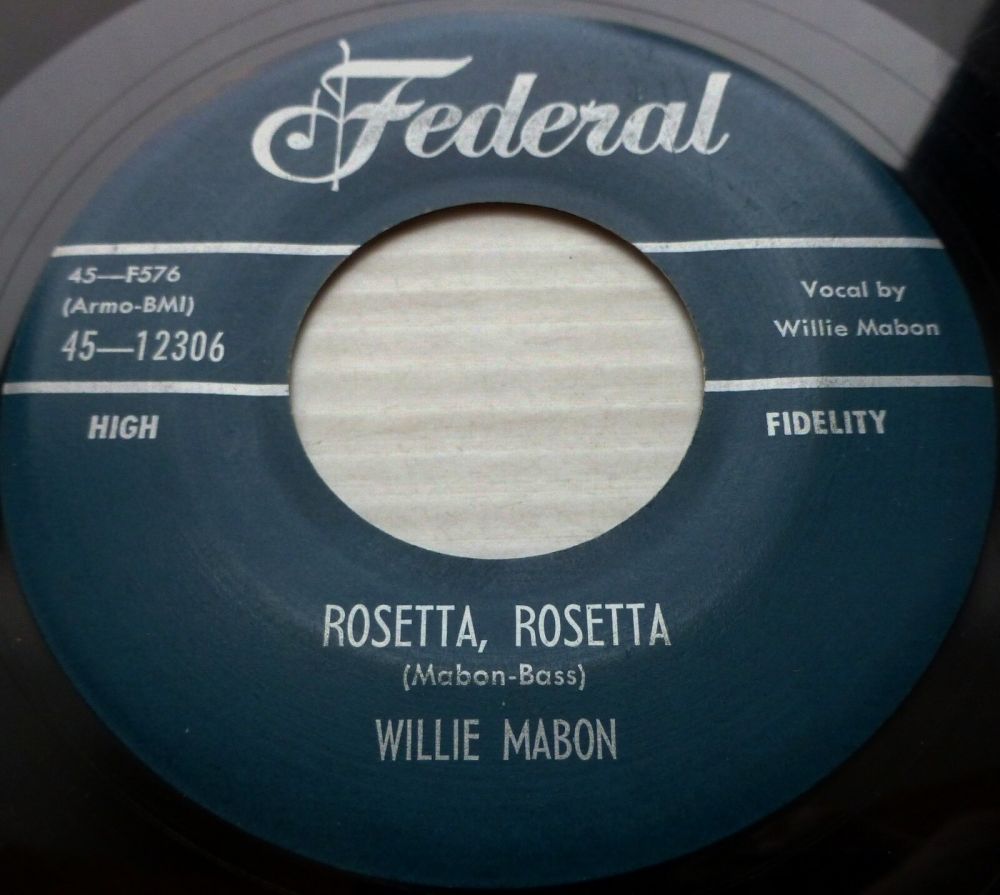 Federal
45—F576
(Armo-BMI)
45—12306
Vocal by
Willie Mabon
HIGH
FIDELITY
ROSETTA, ROSETTA
(Mabon-Bass)
WILLIE MABON